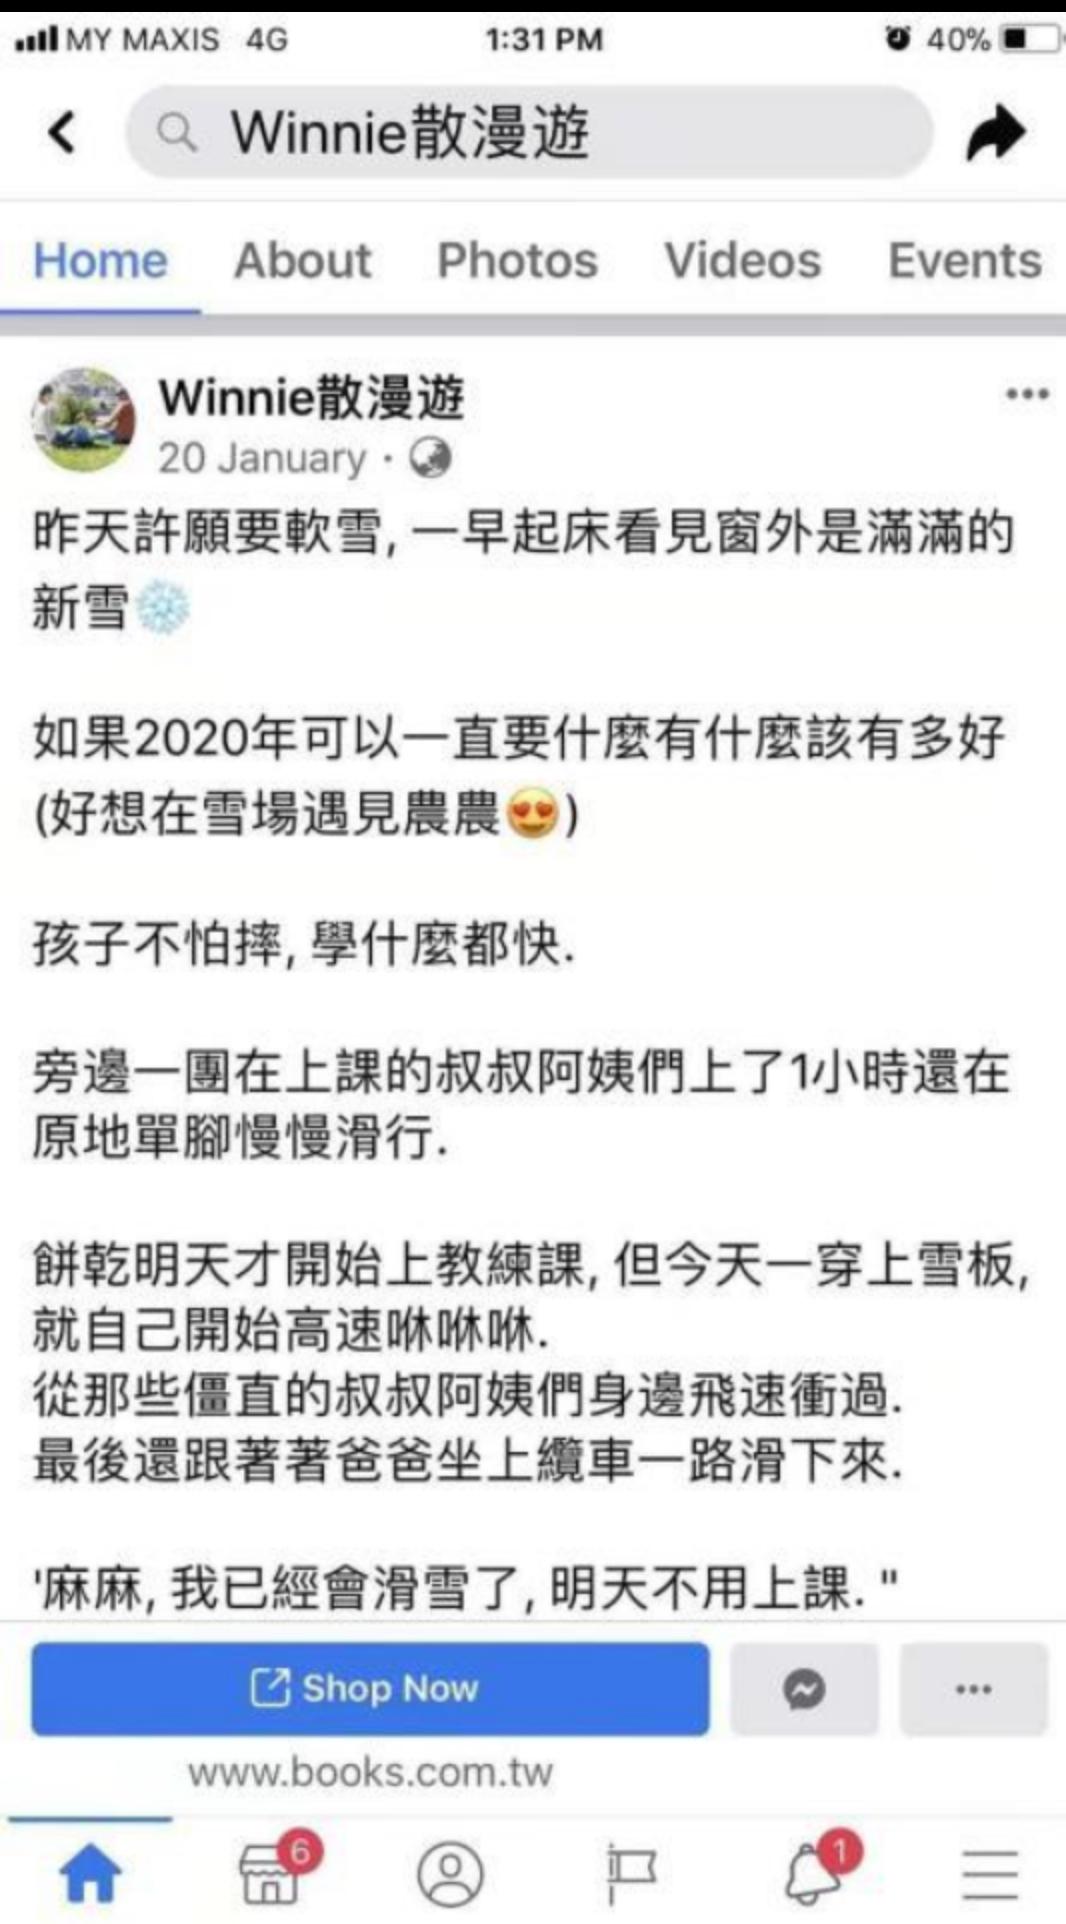 MY MAXIS 4G 1:31 PM 40%
Winnie散漫遊
Home About Photos Videos Events
Winnie散漫遊
20 January ·
昨天許願要軟雪, 一早起床看見窗外是滿滿的
新雪❄️
如果2020年可以一直要什麼有什麼該有多好
(好想在雪場遇見農農😍)
孩子不怕摔, 學什麼都快.
旁邊一團在上課的叔叔阿姨們上了1小時還在
原地單腳慢慢滑行.
餅乾明天才開始上教練課, 但今天一穿上雪板,
就自己開始高速咻咻咻.
從那些僵直的叔叔阿姨們身邊飛速衝過.
最後還跟著著爸爸坐上纜車一路滑下來.
'麻麻, 我已經會滑雪了, 明天不用上課. "
Shop Now
www.books.com.tw
6 1